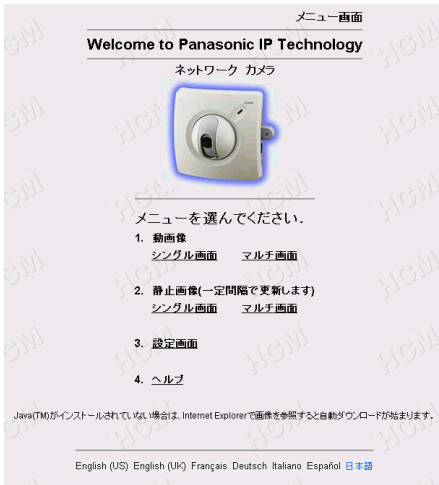 メニュー画面
Welcome to Panasonic IP Technology
ネットワーク カメラ
メニューを選んでください.
1. 動画像
シングル画面 マルチ画面
2. 静止画像(一定間隔で更新します)
シングル画面 マルチ画面
3. 設定画面
4. ヘルプ
Java(TM)がインストールされていない場合は、Internet Explorerで画像を参照すると自動ダウンロードが始まります。
English (US) English (UK) Français Deutsch Italiano Español 日本語
HGM